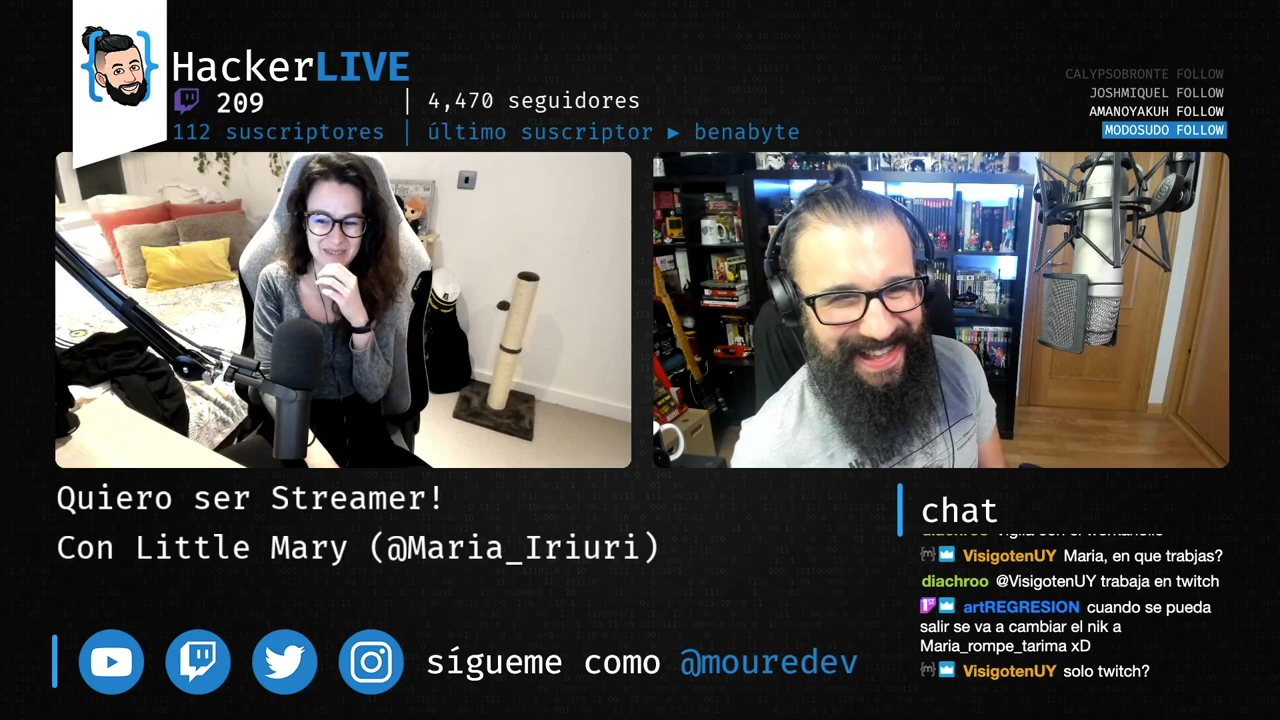 HackerLIVE
209
4,470 seguidores
112 suscriptores
último suscriptor ► benabyte
CALYPSOBRONTE FOLLOW
JOSHMIQUEL FOLLOW
AMANOYAKUH FOLLOW
MODOSUDO FOLLOW
Quiero ser Streamer!
Con Little Mary (@Maria_Iriuri)
chat
VisigotenUY Maria, en que trabjas?
diachroo @VisigotenUY trabaja en twitch
artREGRESION cuando se pueda
salir se va a cambiar el nik a
Maria_rompe_tarima xD
VisigotenUY solo twitch?
sígueme como @mouredev